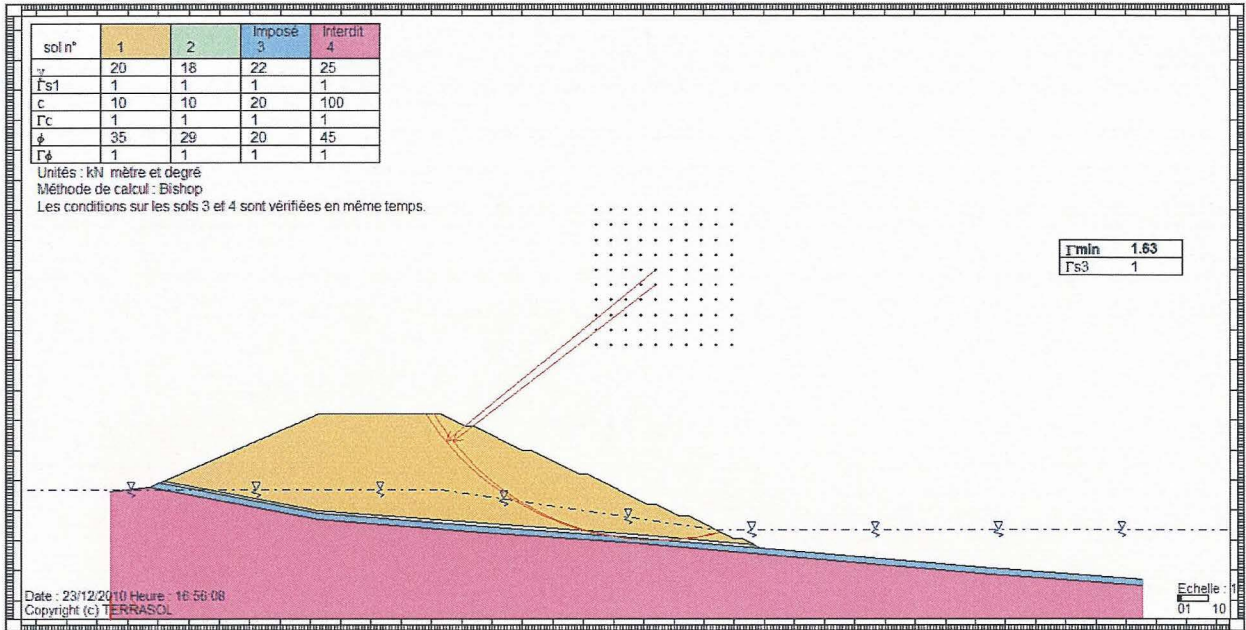 Imposé Interdit
sol n° 1 2 3 4
γ 20 18 22 25
Γs1 1 1 1 1
c 10 10 20 100
Γc 1 1 1 1
ϕ 35 29 20 45
Γϕ 1 1 1 1
Unités : kN mètre et degré
Méthode de calcul : Bishop
Les conditions sur les sols 3 et 4 sont vérifiées en même temps.
Γmin 1.63
Γs3 1
Date : 23/12/2010 Heure : 16:56:08
Copyright (c) TERRASOL
Echelle : 1
01 10